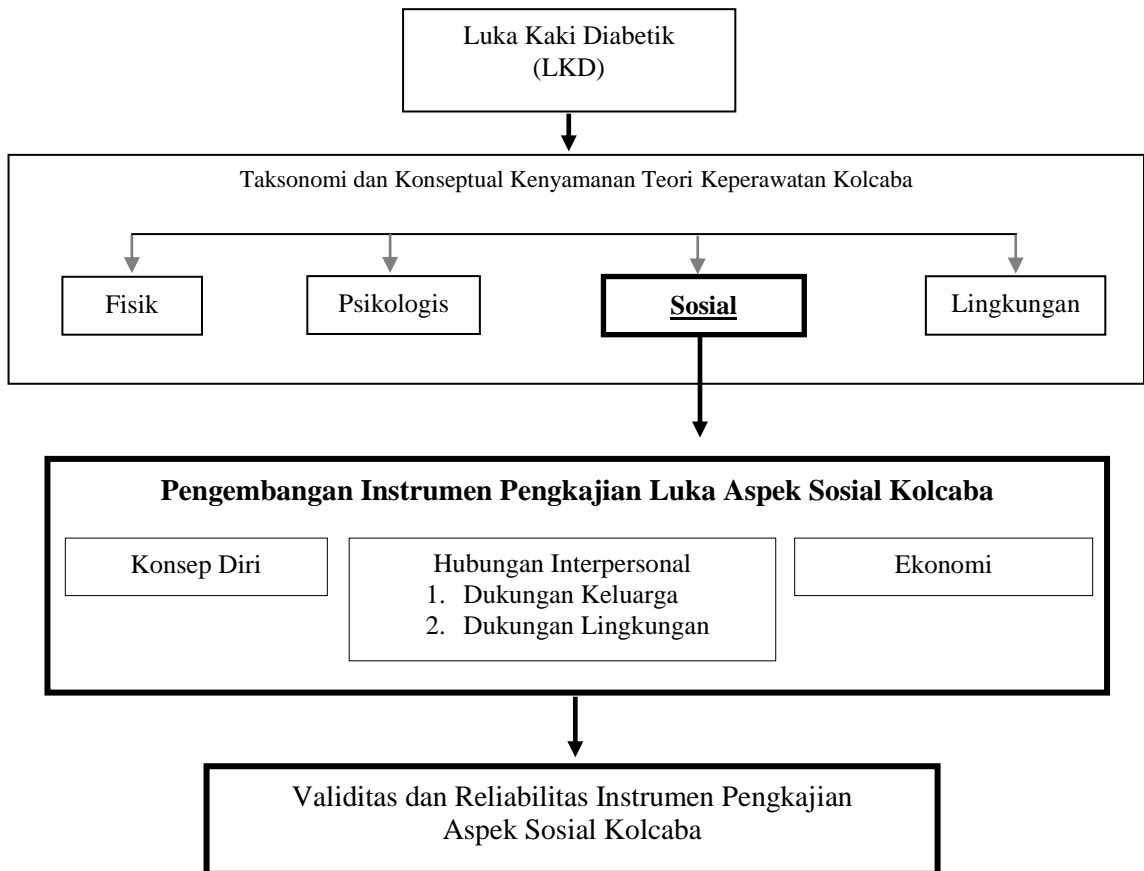 Luka Kaki Diabetik
(LKD)
Taksonomi dan Konseptual Kenyamanan Teori Keperawatan Kolcaba
Fisik
Psikologis
Sosial
Lingkungan
Pengembangan Instrumen Pengkajian Luka Aspek Sosial Kolcaba
Konsep Diri
Hubungan Interpersonal
1. Dukungan Keluarga
2. Dukungan Lingkungan
Ekonomi
Validitas dan Reliabilitas Instrumen Pengkajian
Aspek Sosial Kolcaba